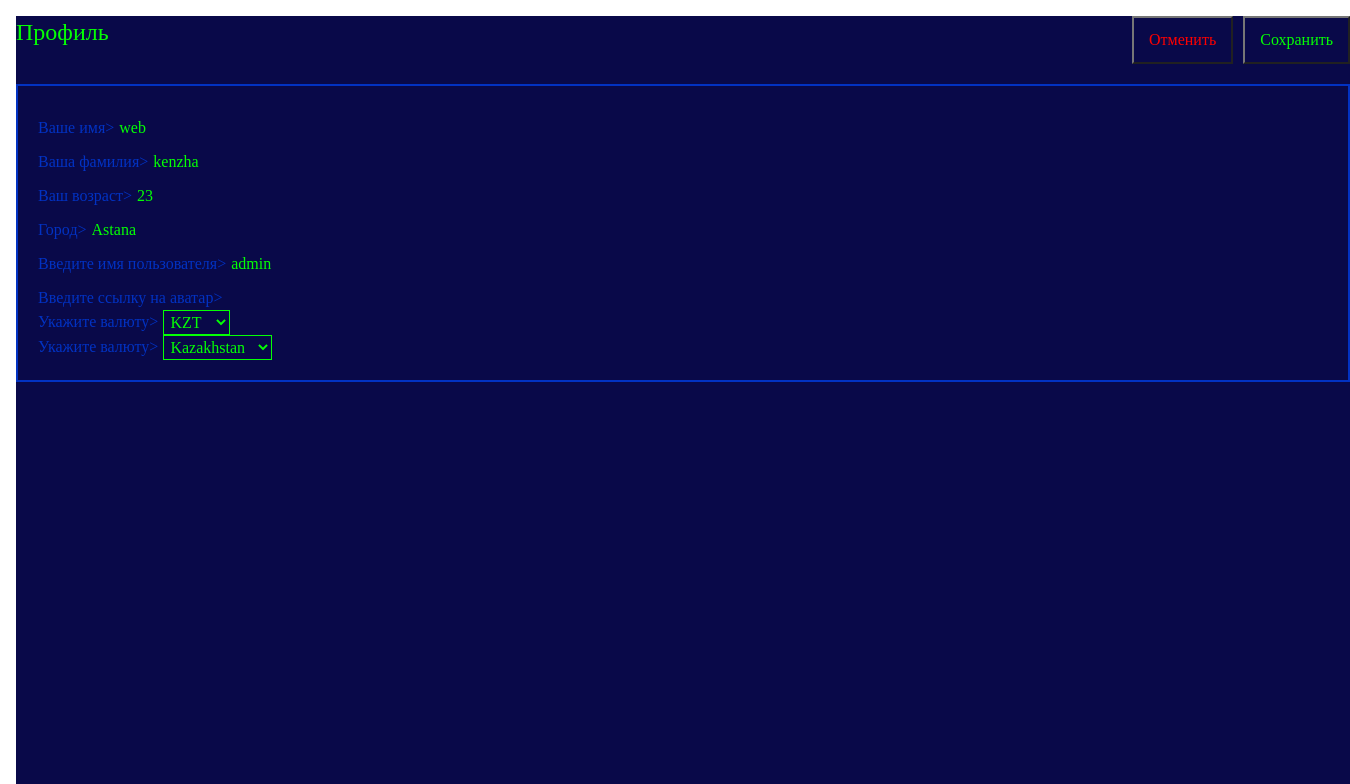 Профиль
Отменить
Сохранить
Ваше имя> web
Ваша фамилия> kenzha
Ваш возраст> 23
Город> Astana
Введите имя пользователя> admin
Введите ссылку на аватар>
Укажите валюту> KZT
Укажите валюту> Kazakhstan